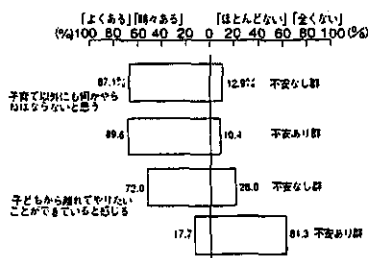 「よくある」「時々ある」 「ほとんどない」「全くない」
(%) 100 80 60 40 20 0 20 40 60 80 100 (%)
87.1% 12.9% 不安なし群
子育て以外にも何かやら
ねばならないと思う
89.6 10.4 不安あり群
72.0 28.0 不安なし群
子どもから離れてやりたい
ことができていると感じる
17.7 不安あり群